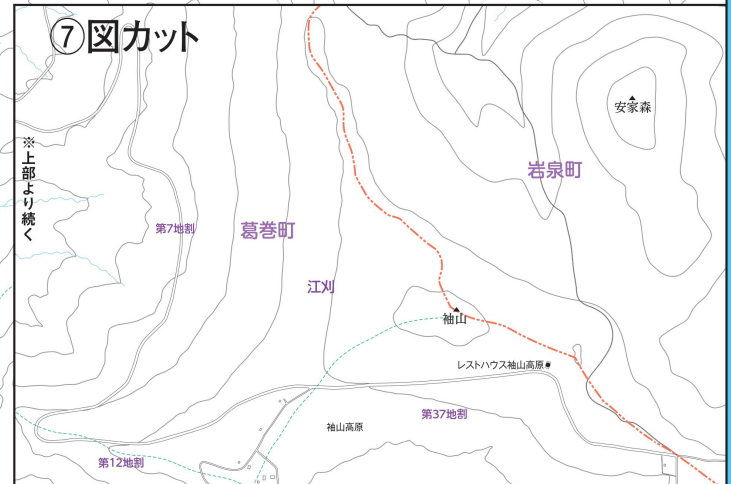 ⑦図カット
安家森
※上部より続く
岩泉町
第7地割
葛巻町
江刈
袖山
レストハウス袖山高原
第37地割
袖山高原
第12地割